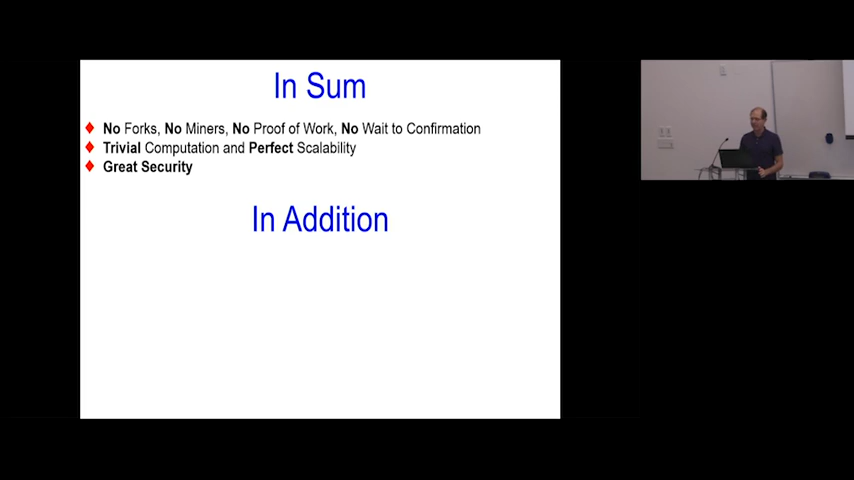 In Sum
No Forks, No Miners, No Proof of Work, No Wait to Confirmation
Trivial Computation and Perfect Scalability
Great Security
In Addition